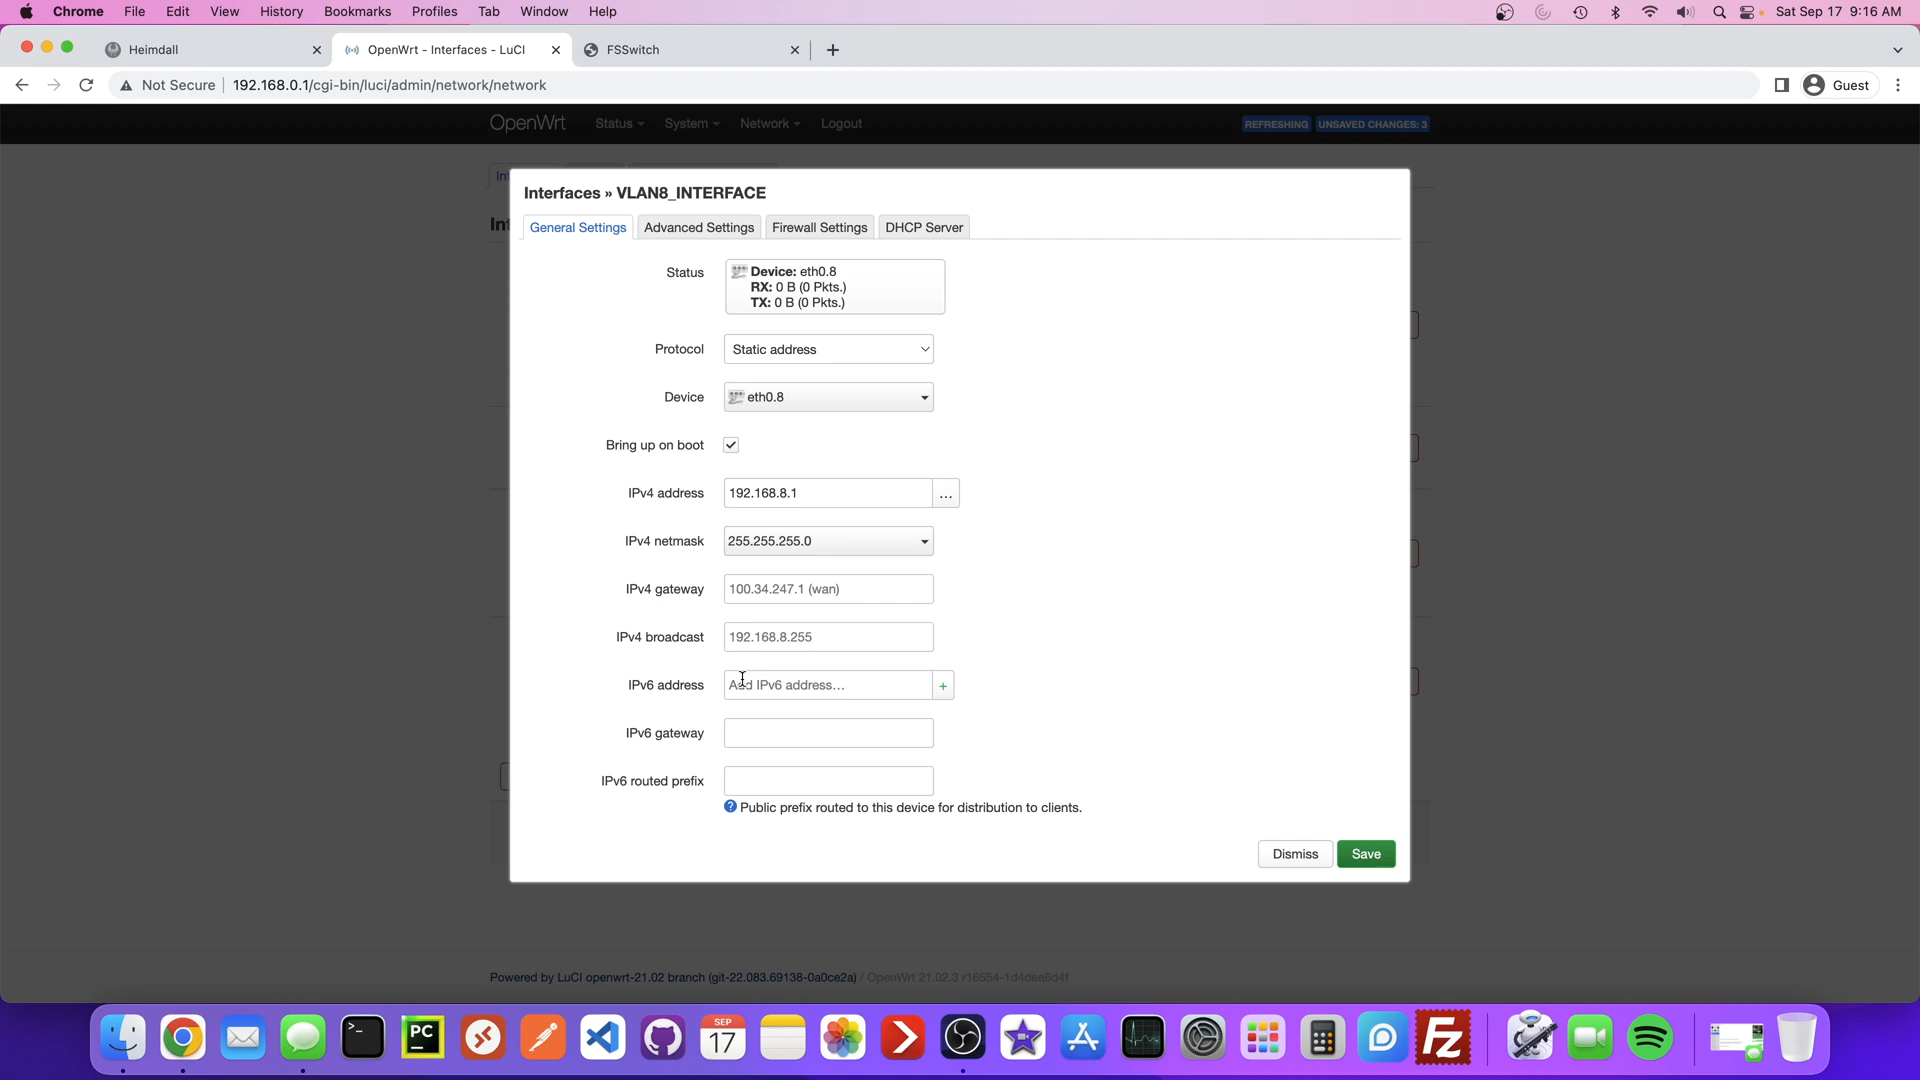 Chrome File Edit View History Bookmarks Profiles Tab Window Help Sat Sep 17 9:16 AM
Heimdall OpenWrt - Interfaces - LuCI FSSwitch
Not Secure 192.168.0.1/cgi-bin/luci/admin/network/network Guest
OpenWrt Status System Network Logout REFRESHING UNSAVED CHANGES: 3
Interfaces » VLAN8_INTERFACE
General Settings Advanced Settings Firewall Settings DHCP Server
Status Device: eth0.8
RX: 0 B (0 Pkts.)
TX: 0 B (0 Pkts.)
Protocol Static address
Device eth0.8
Bring up on boot
IPv4 address 192.168.8.1 ...
IPv4 netmask 255.255.255.0
IPv4 gateway 100.34.247.1 (wan)
IPv4 broadcast 192.168.8.255
IPv6 address Add IPv6 address... +
IPv6 gateway
IPv6 routed prefix
Public prefix routed to this device for distribution to clients.
Dismiss Save
Powered by LuCI openwrt-21.02 branch (git-22.083.69138-0a0ce2a) / OpenWrt 21.02.3 r16554-1d4dea6d4f
PC SEP 17 FZ